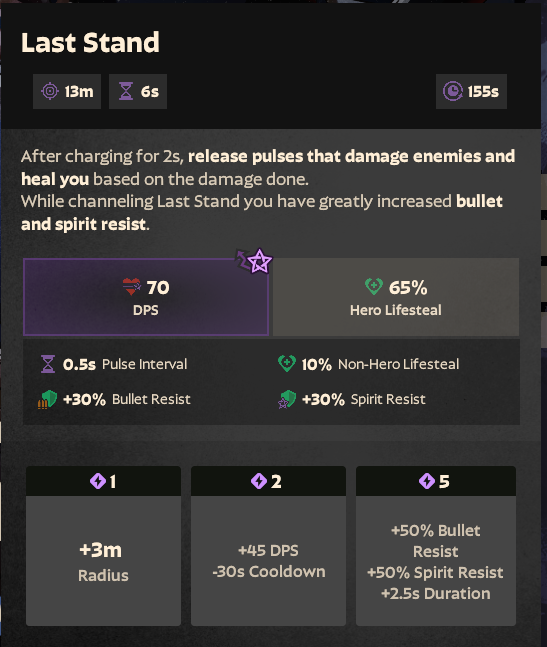 Last Stand
13m 6s 155s
After charging for 2s, release pulses that damage enemies and
heal you based on the damage done.
While channeling Last Stand you have greatly increased bullet
and spirit resist.
70 65%
DPS Hero Lifesteal
0.5s Pulse Interval 10% Non-Hero Lifesteal
+30% Bullet Resist +30% Spirit Resist
1 2 5
+3m
Radius
+45 DPS
-30s Cooldown
+50% Bullet
Resist
+50% Spirit Resist
+2.5s Duration